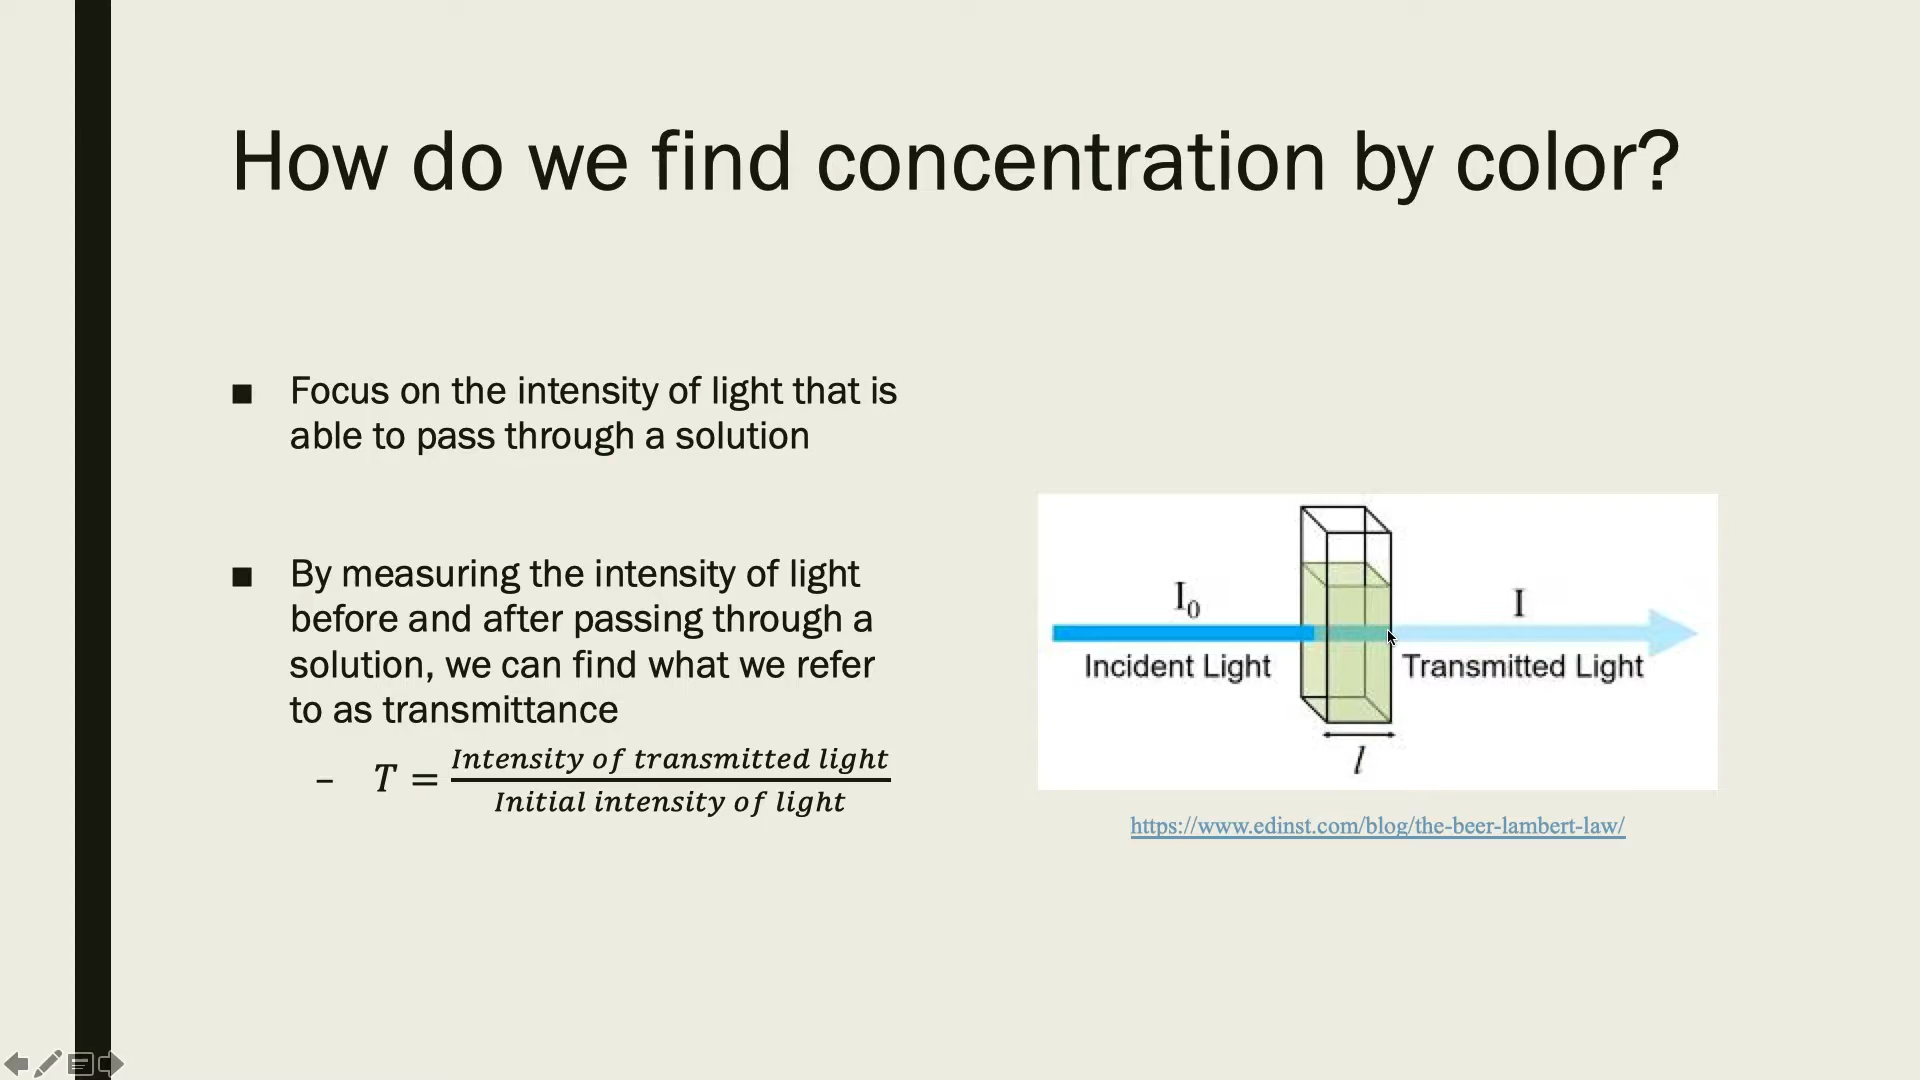 How do we find concentration by color?
■ Focus on the intensity of light that is
able to pass through a solution
■ By measuring the intensity of light
before and after passing through a
solution, we can find what we refer
to as transmittance
– T = Intensity of transmitted light / Initial intensity of light
I₀
Incident Light
I
Transmitted Light
l
https://www.edinst.com/blog/the-beer-lambert-law/